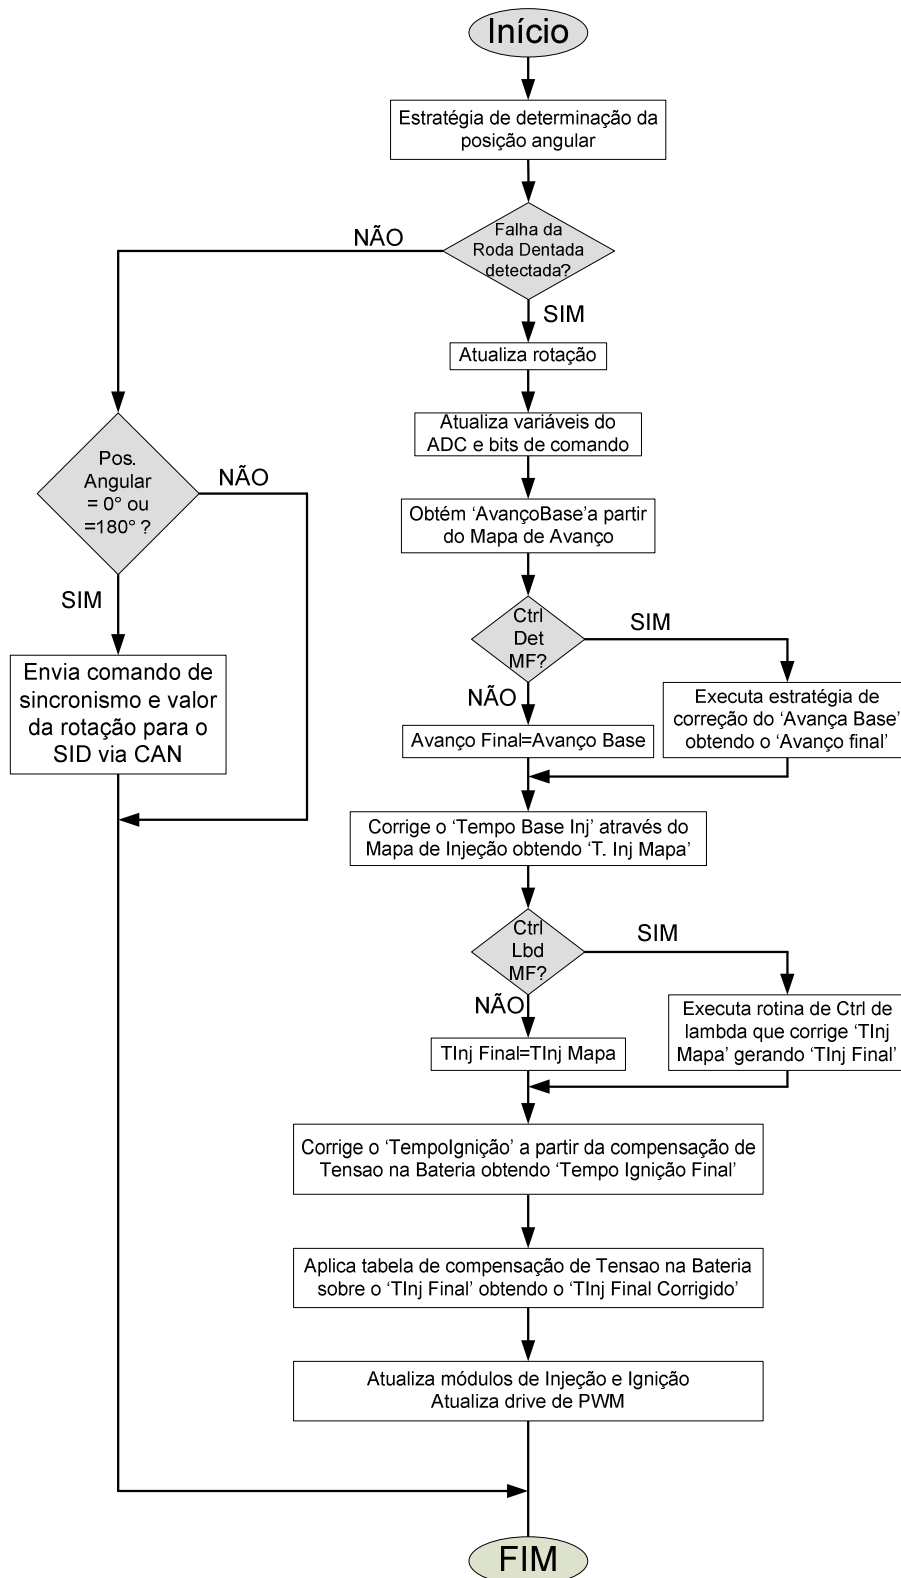 Início
Estratégia de determinação da
posição angular
Falha da
Roda Dentada
detectada?
NÃO
SIM
Atualiza rotação
Atualiza variáveis do
ADC e bits de comando
Pos.
Angular
= 0° ou
=180° ?
NÃO
SIM
Obtém ‘AvançoBase’a partir
do Mapa de Avanço
Ctrl
Det
MF?
SIM
NÃO
Envia comando de
sincronismo e valor
da rotação para o
SID via CAN
Executa estratégia de
correção do ‘Avança Base’
obtendo o ‘Avanço final’
Avanço Final=Avanço Base
Corrige o ‘Tempo Base Inj’ através do
Mapa de Injeção obtendo ‘T. Inj Mapa’
Ctrl
Lbd
MF?
SIM
NÃO
Executa rotina de Ctrl de
lambda que corrige ‘TInj
Mapa’ gerando ‘TInj Final’
TInj Final=TInj Mapa
Corrige o ‘TempoIgnição’ a partir da compensação de
Tensao na Bateria obtendo ‘Tempo Ignição Final’
Aplica tabela de compensação de Tensao na Bateria
sobre o ‘TInj Final’ obtendo o ‘TInj Final Corrigido’
Atualiza módulos de Injeção e Ignição
Atualiza drive de PWM
FIM